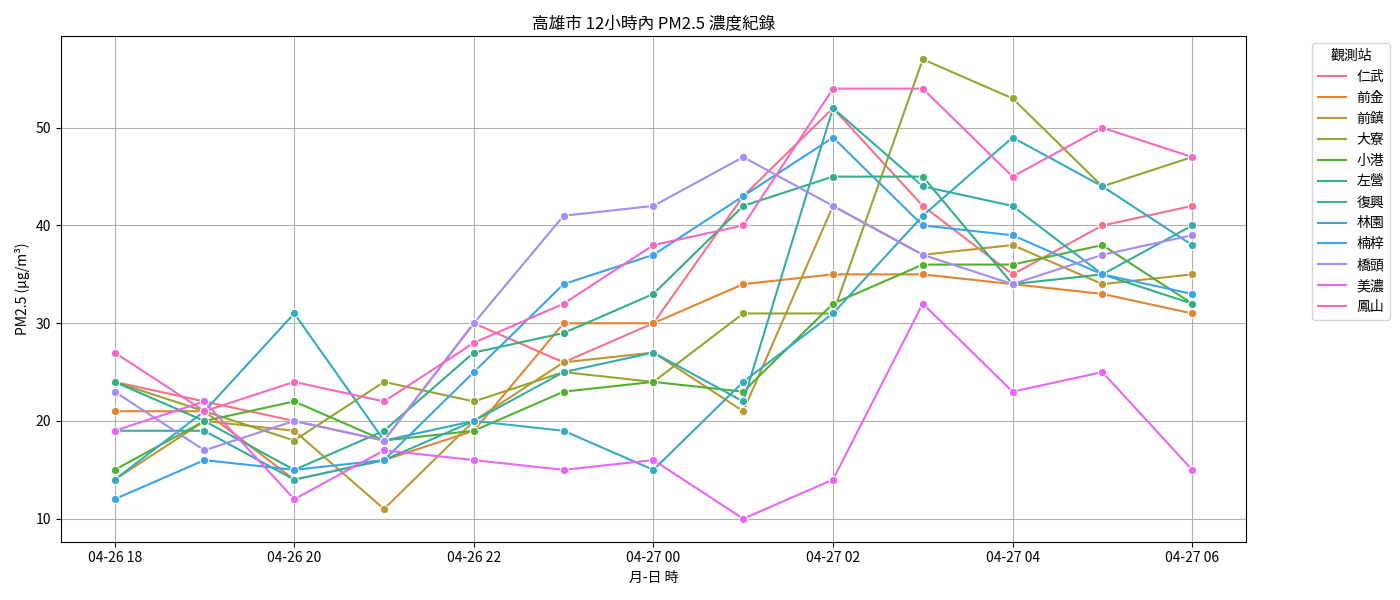 高雄市 12小時內 PM2.5 濃度紀錄
PM2.5 (μg/m³)
50
40
30
20
10
04-26 18
04-26 20
04-26 22
04-27 00
04-27 02
04-27 04
04-27 06
月-日 時
觀測站
仁武
前金
前鎮
大寮
小港
左營
復興
林園
楠梓
橋頭
美濃
鳳山